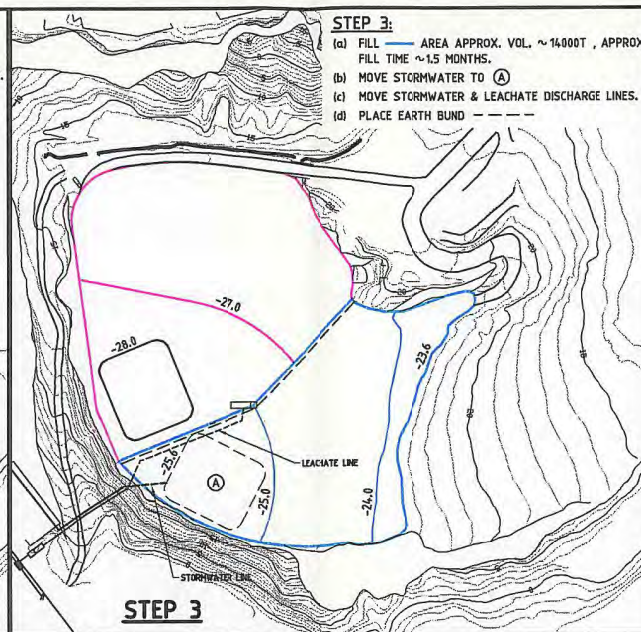 STEP 3:
(a) FILL AREA APPROX. VOL. ~ 14000T , APPROX
FILL TIME ~1.5 MONTHS.
(b) MOVE STORMWATER TO A
(c) MOVE STORMWATER & LEACHATE DISCHARGE LINES.
(d) PLACE EARTH BUND
-27.0
-28.0
-23.6
-25.6
LEACHATE LINE
A
-25.0
-24.0
STORMWATER LINE
STEP 3